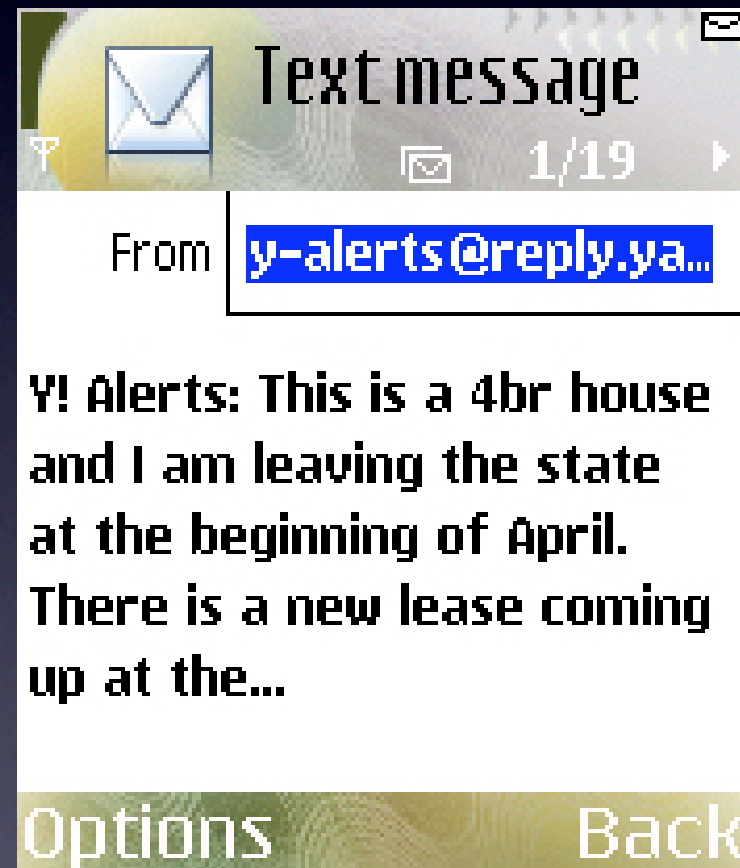 Text message
1/19
From
y-alerts@reply.ya...
Y! Alerts: This is a 4br house
and I am leaving the state
at the beginning of April.
There is a new lease coming
up at the...
Options
Back